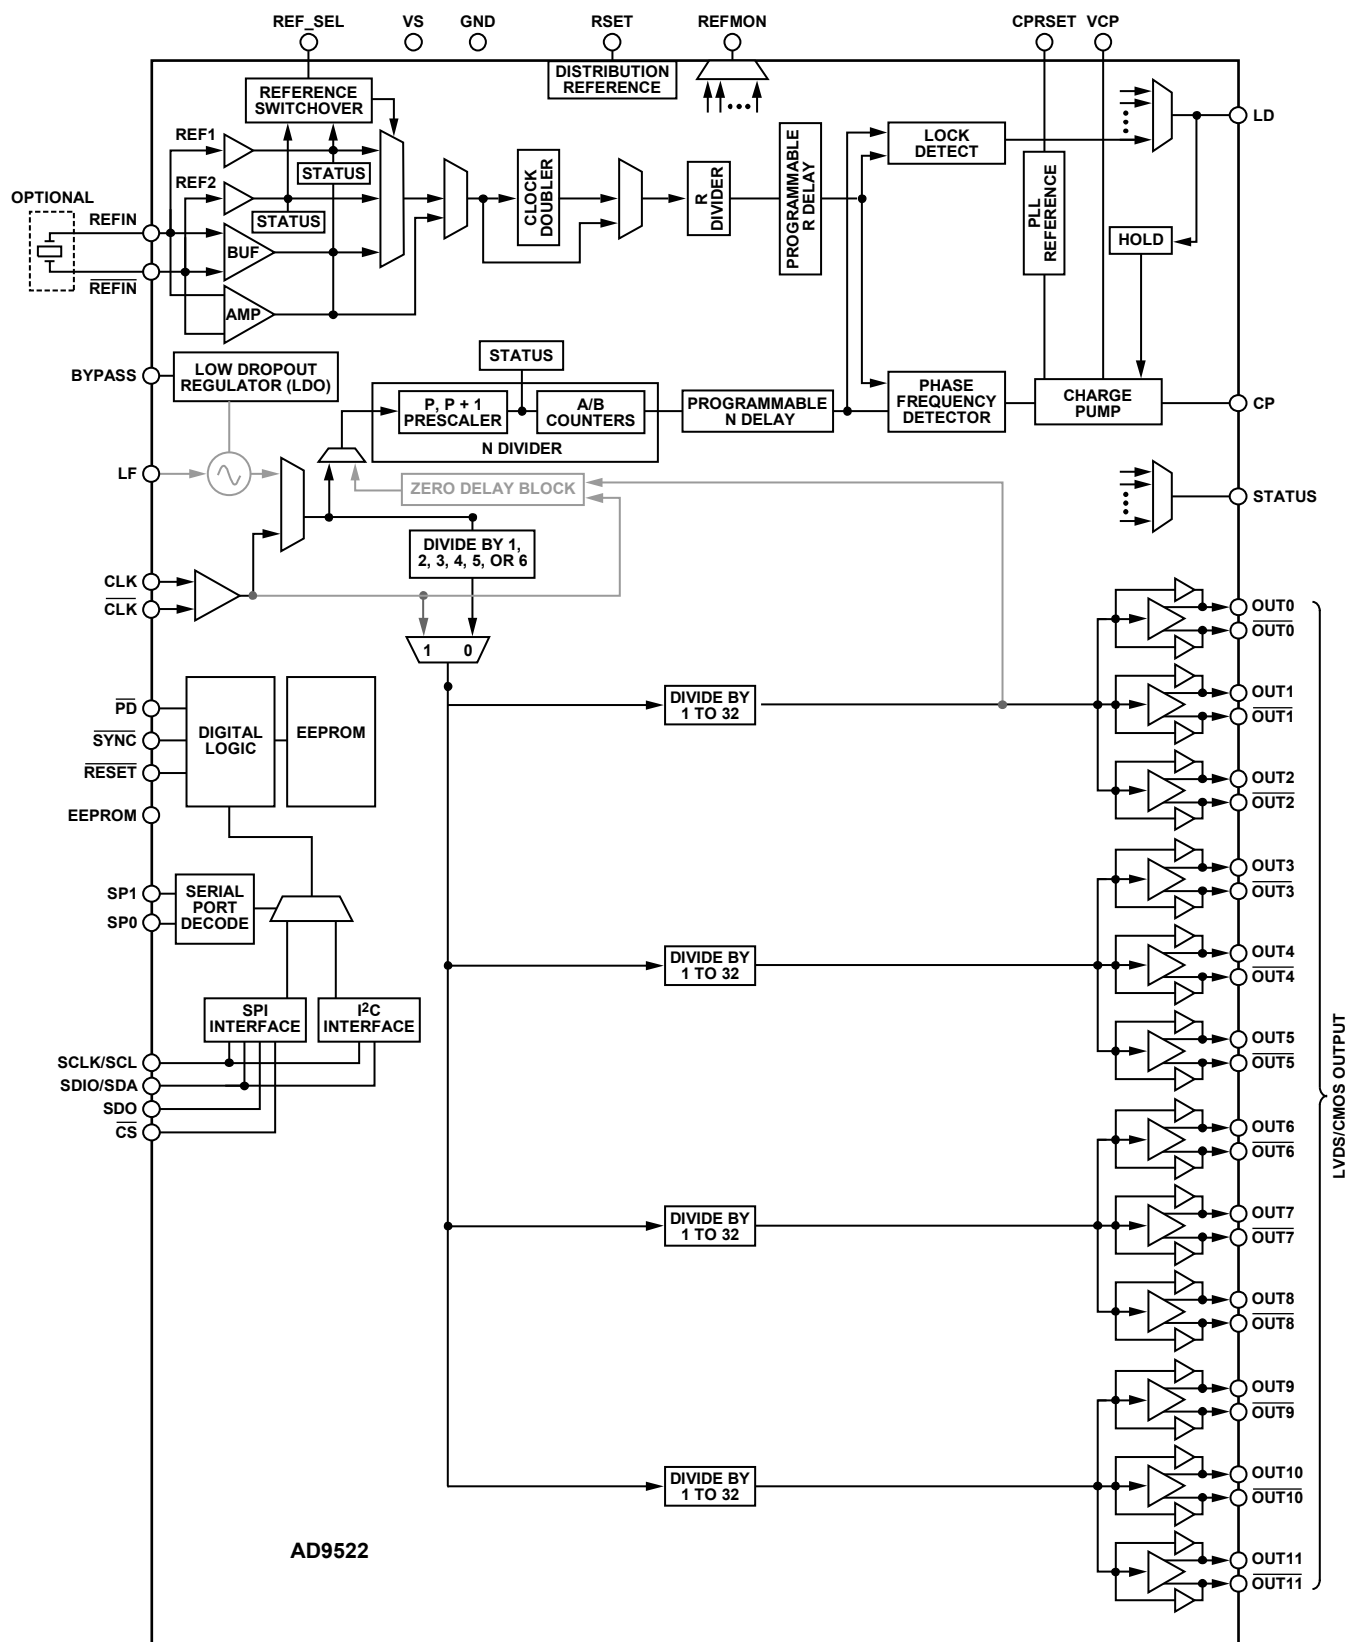 REF_SEL
VS
GND
RSET
REFMON
CPRSET
VCP
DISTRIBUTION
REFERENCE
REFERENCE
SWITCHOVER
REF1
REF2
STATUS
STATUS
BUF
AMP
OPTIONAL
REFIN
REFIN
CLOCK
DOUBLER
R
DIVIDER
PROGRAMMABLE
R DELAY
LOCK
DETECT
PLL
REFERENCE
HOLD
LD
BYPASS
LOW DROPOUT
REGULATOR (LDO)
STATUS
P, P + 1
PRESCALER
A/B
COUNTERS
N DIVIDER
PROGRAMMABLE
N DELAY
PHASE
FREQUENCY
DETECTOR
CHARGE
PUMP
CP
LF
ZERO DELAY BLOCK
STATUS
DIVIDE BY 1,
2, 3, 4, 5, OR 6
CLK
CLK
1 0
PD
SYNC
RESET
EEPROM
DIGITAL
LOGIC
EEPROM
SP1
SP0
SERIAL
PORT
DECODE
SPI
INTERFACE
I2C
INTERFACE
SCLK/SCL
SDIO/SDA
SDO
CS
DIVIDE BY
1 TO 32
DIVIDE BY
1 TO 32
DIVIDE BY
1 TO 32
DIVIDE BY
1 TO 32
OUT0
OUT0
OUT1
OUT1
OUT2
OUT2
OUT3
OUT3
OUT4
OUT4
OUT5
OUT5
OUT6
OUT6
OUT7
OUT7
OUT8
OUT8
OUT9
OUT9
OUT10
OUT10
OUT11
OUT11
LVDS/CMOS OUTPUT
AD9522